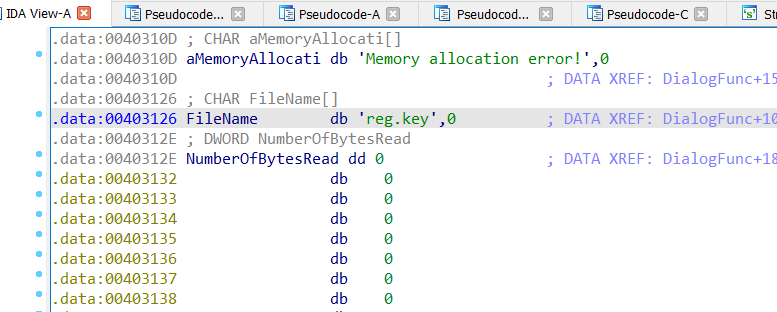 IDA View-A Pseudocode... Pseudocode-A Pseudocod... Pseudocode-C Str
.data:0040310D ; CHAR aMemoryAllocati[]
.data:0040310D aMemoryAllocati db 'Memory allocation error!',0
.data:0040310D ; DATA XREF: DialogFunc+15
.data:00403126 ; CHAR FileName[]
.data:00403126 FileName db 'reg.key',0 ; DATA XREF: DialogFunc+10
.data:0040312E ; DWORD NumberOfBytesRead
.data:0040312E NumberOfBytesRead dd 0 ; DATA XREF: DialogFunc+18
.data:00403132 db 0
.data:00403133 db 0
.data:00403134 db 0
.data:00403135 db 0
.data:00403136 db 0
.data:00403137 db 0
.data:00403138 db 0